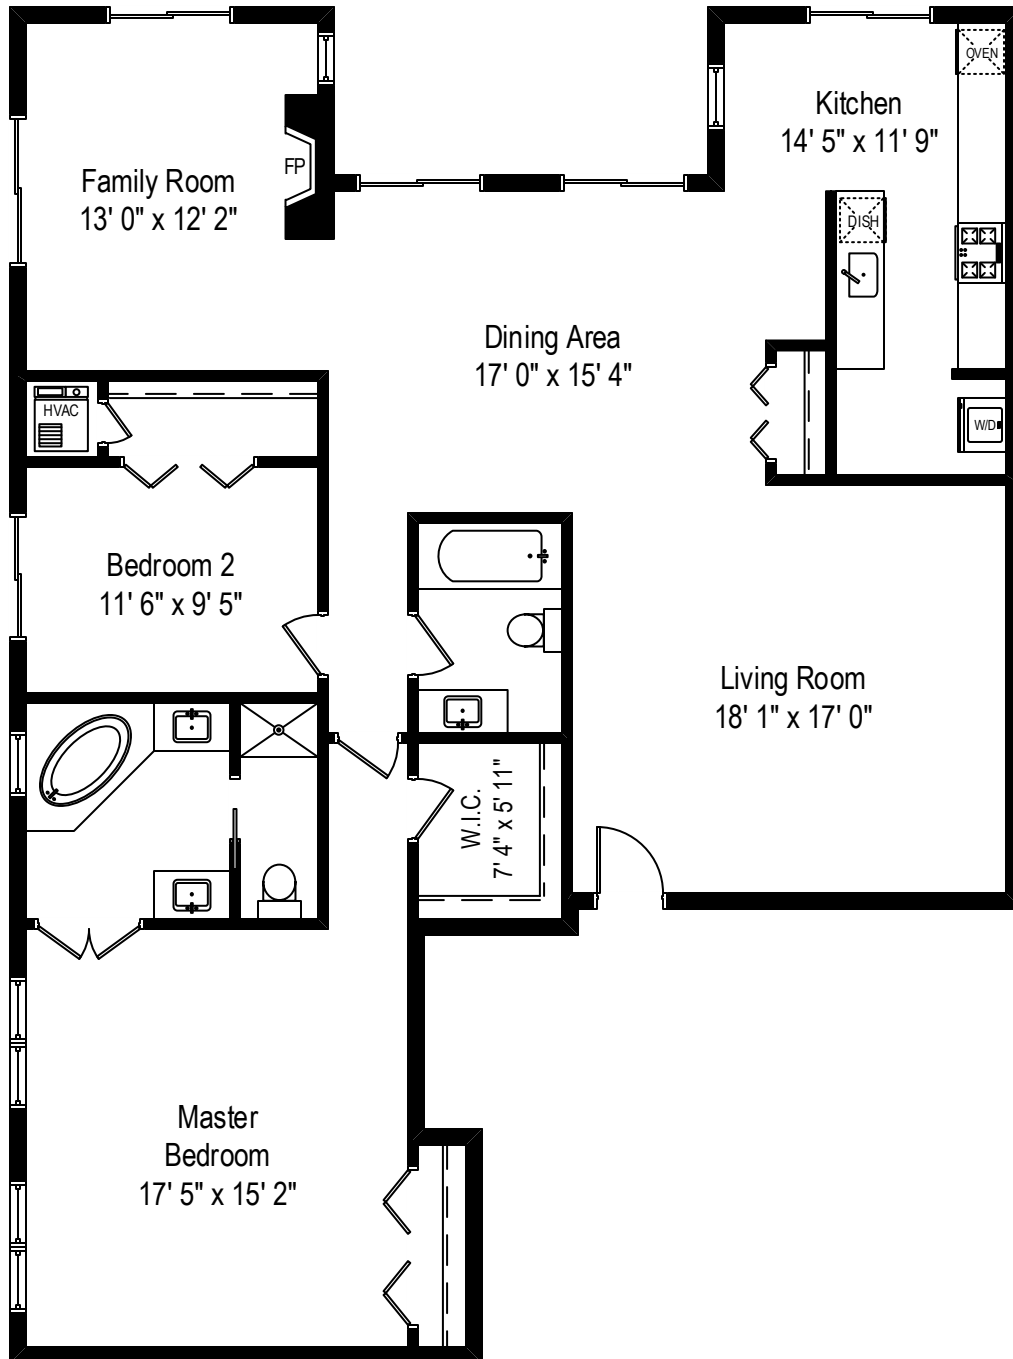 OVEN
Kitchen
14' 5" x 11' 9"
FP
Family Room
13' 0" x 12' 2"
DISH
Dining Area
17' 0" x 15' 4"
HVAC
W/D
Bedroom 2
11' 6" x 9' 5"
Living Room
18' 1" x 17' 0"
W.I.C.
7' 4" x 5' 11"
Master
Bedroom
17' 5" x 15' 2"